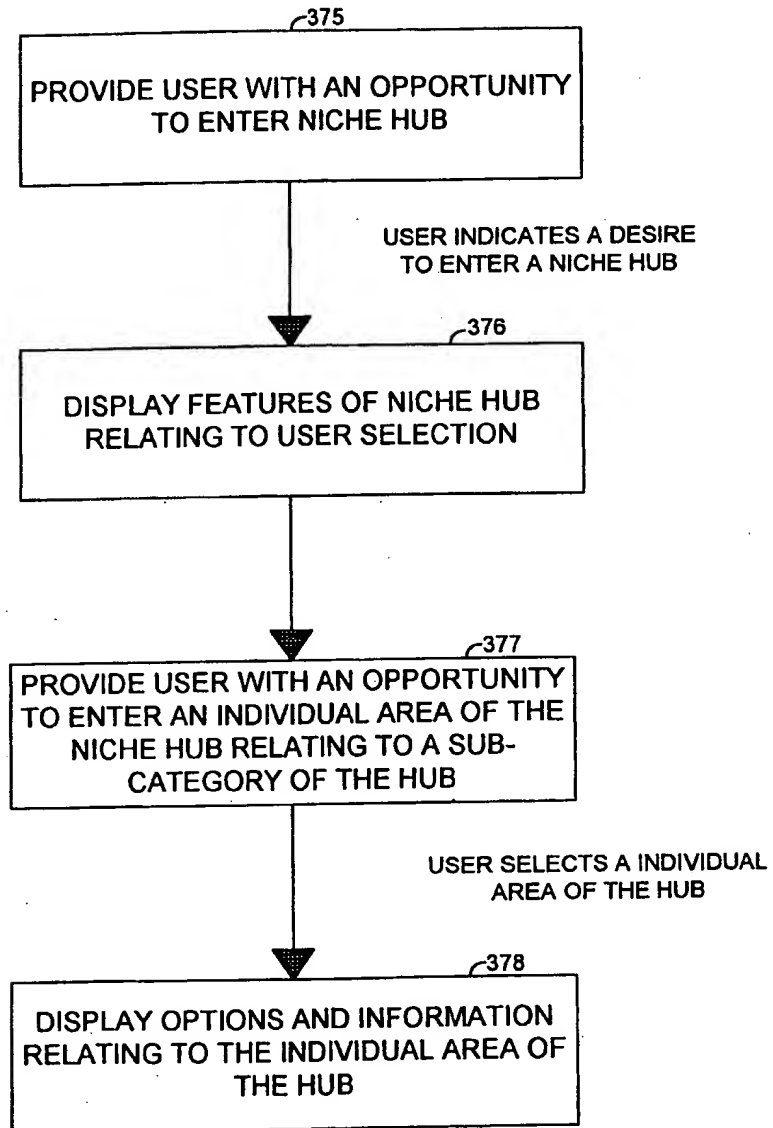 375
PROVIDE USER WITH AN OPPORTUNITY
TO ENTER NICHE HUB
USER INDICATES A DESIRE
TO ENTER A NICHE HUB
376
DISPLAY FEATURES OF NICHE HUB
RELATING TO USER SELECTION
377
PROVIDE USER WITH AN OPPORTUNITY
TO ENTER AN INDIVIDUAL AREA OF THE
NICHE HUB RELATING TO A SUB-
CATEGORY OF THE HUB
USER SELECTS A INDIVIDUAL
AREA OF THE HUB
378
DISPLAY OPTIONS AND INFORMATION
RELATING TO THE INDIVIDUAL AREA OF
THE HUB